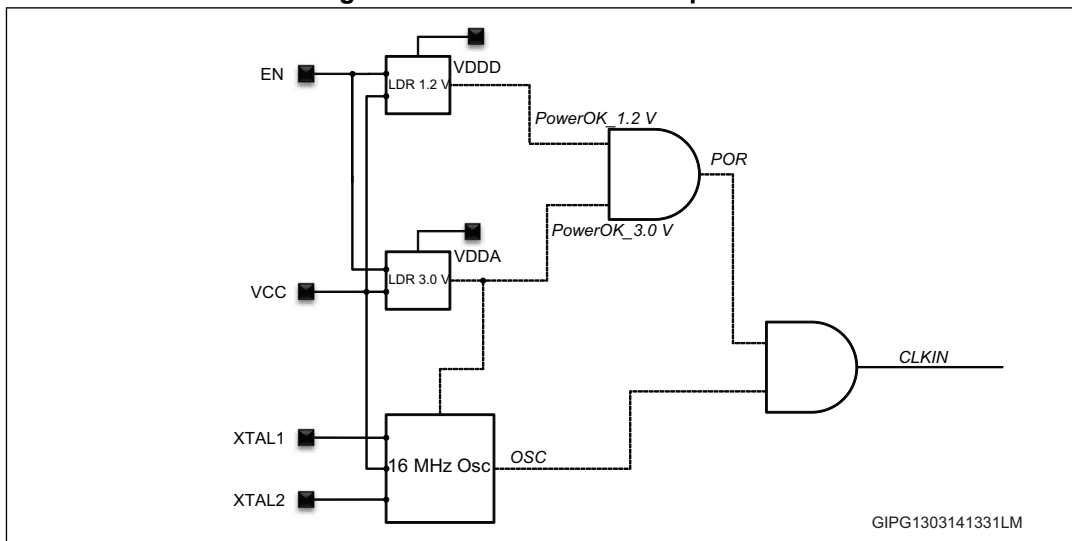 EN
VDDD
LDR 1.2 V
PowerOK_1.2 V
POR
PowerOK_3.0 V
VDDA
LDR 3.0 V
VCC
CLKIN
XTAL1
16 MHz Osc
OSC
XTAL2
GIPG1303141331LM